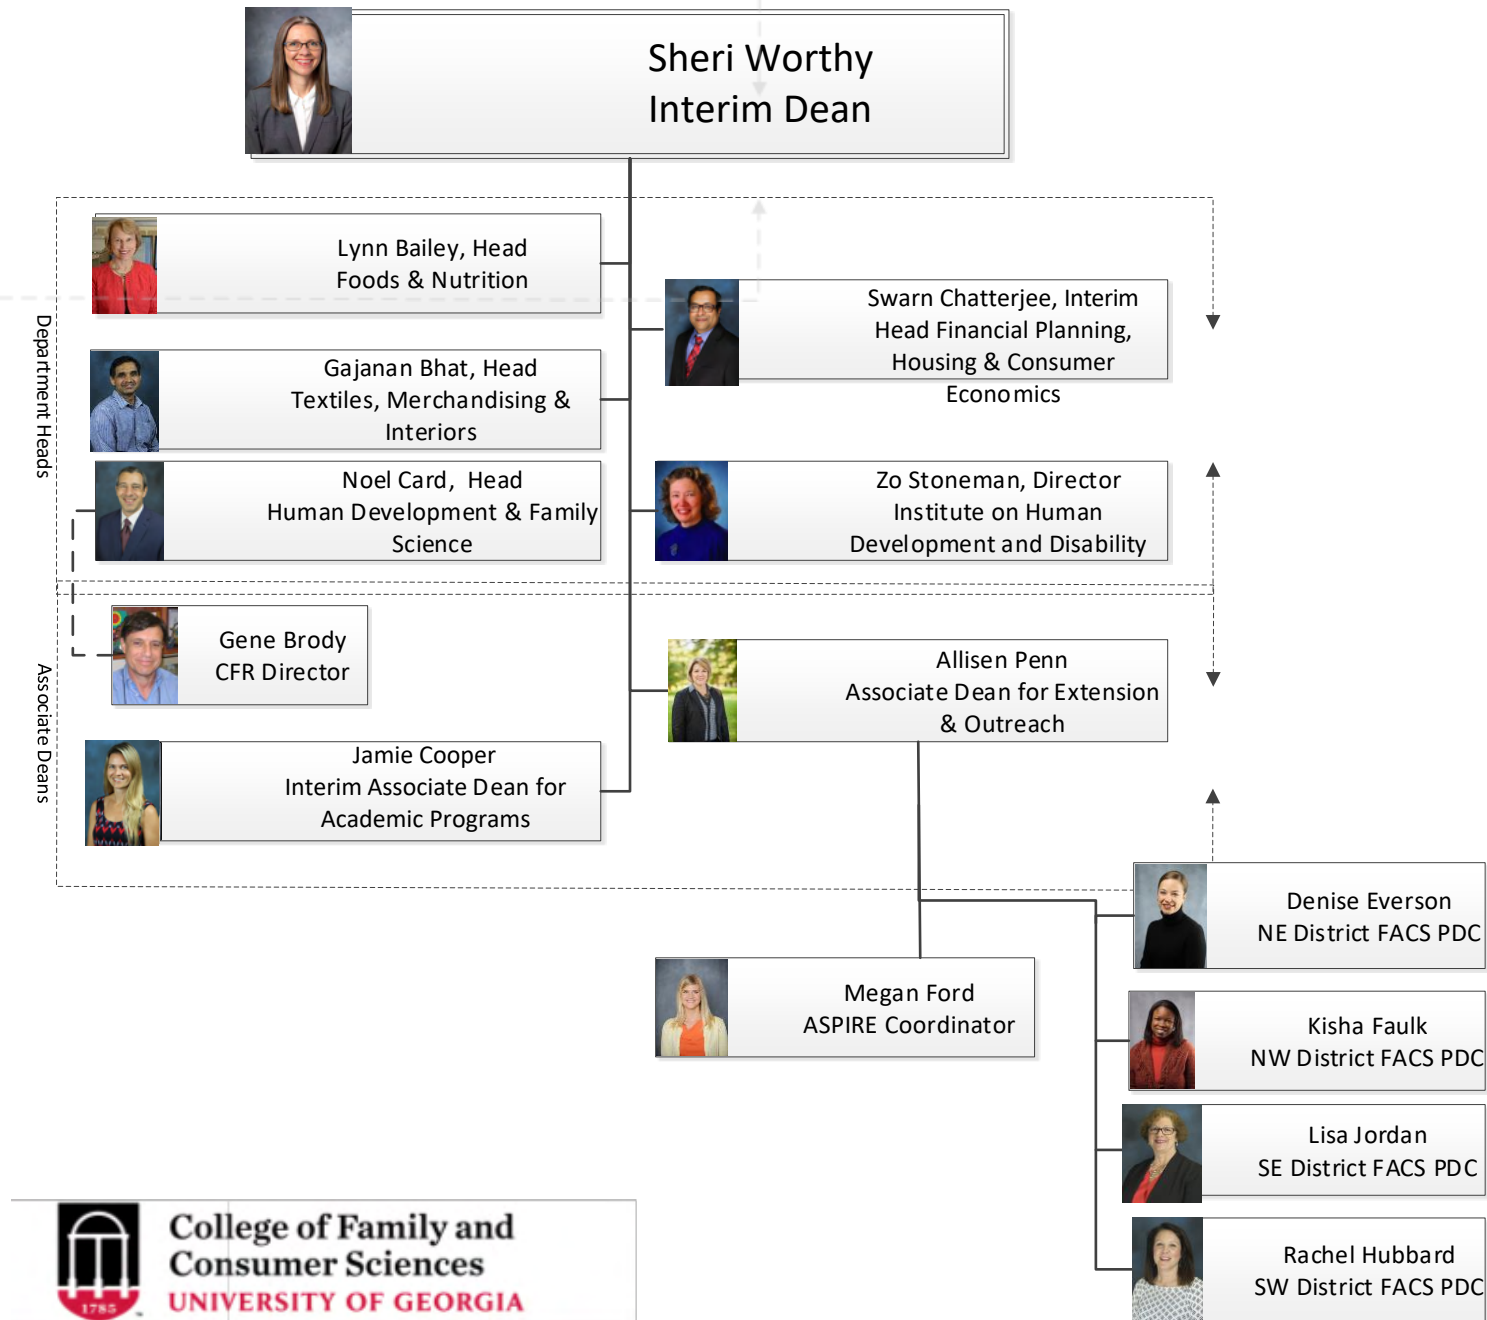 Sheri Worthy
Interim Dean
Department Heads
Lynn Bailey, Head
Foods & Nutrition
Swarn Chatterjee, Interim
Head Financial Planning,
Housing & Consumer
Economics
Gajanan Bhat, Head
Textiles, Merchandising &
Interiors
Noel Card, Head
Human Development & Family
Science
Zo Stoneman, Director
Institute on Human
Development and Disability
Associate Deans
Gene Brody
CFR Director
Allisen Penn
Associate Dean for Extension
& Outreach
Jamie Cooper
Interim Associate Dean for
Academic Programs
Denise Everson
NE District FACS PDC
Megan Ford
ASPIRE Coordinator
Kisha Faulk
NW District FACS PDC
Lisa Jordan
SE District FACS PDC
Rachel Hubbard
SW District FACS PDC
College of Family and
Consumer Sciences
UNIVERSITY OF GEORGIA
1785